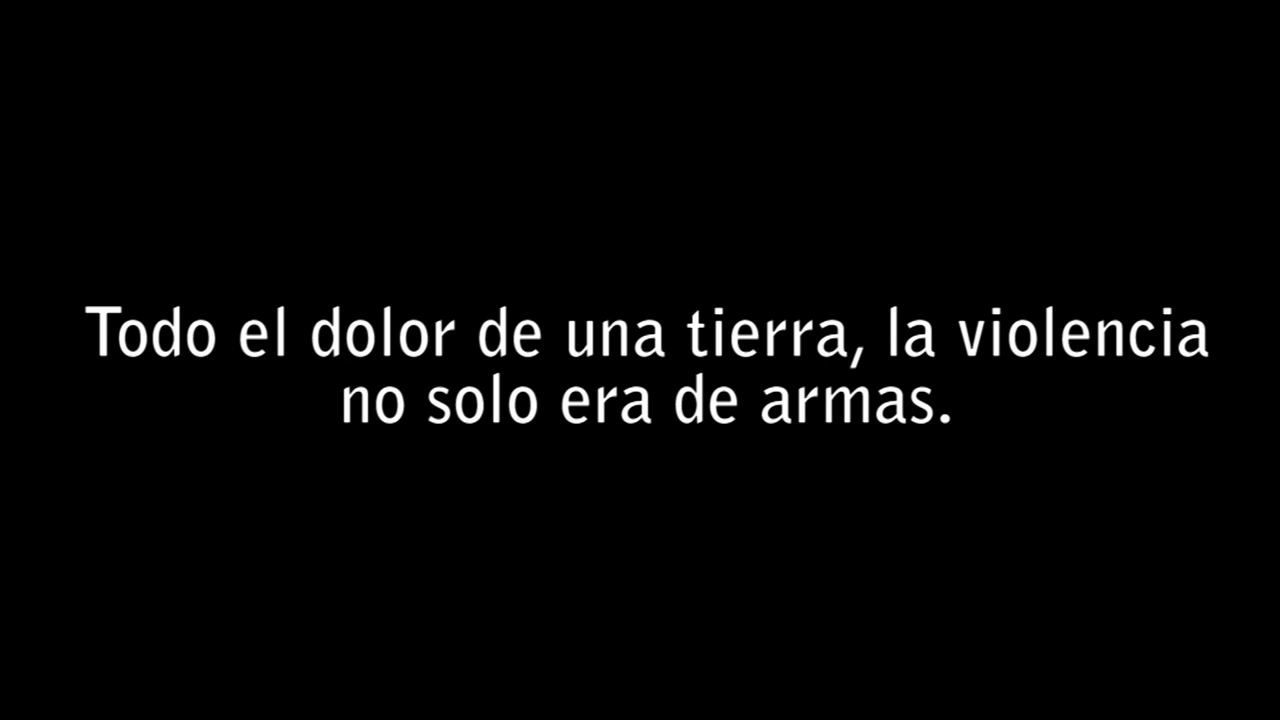 Todo el dolor de una tierra, la violencia
no solo era de armas.